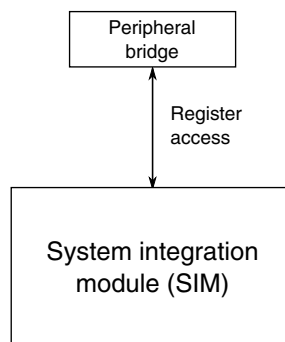 Peripheral
bridge
Register
access
System integration
module (SIM)